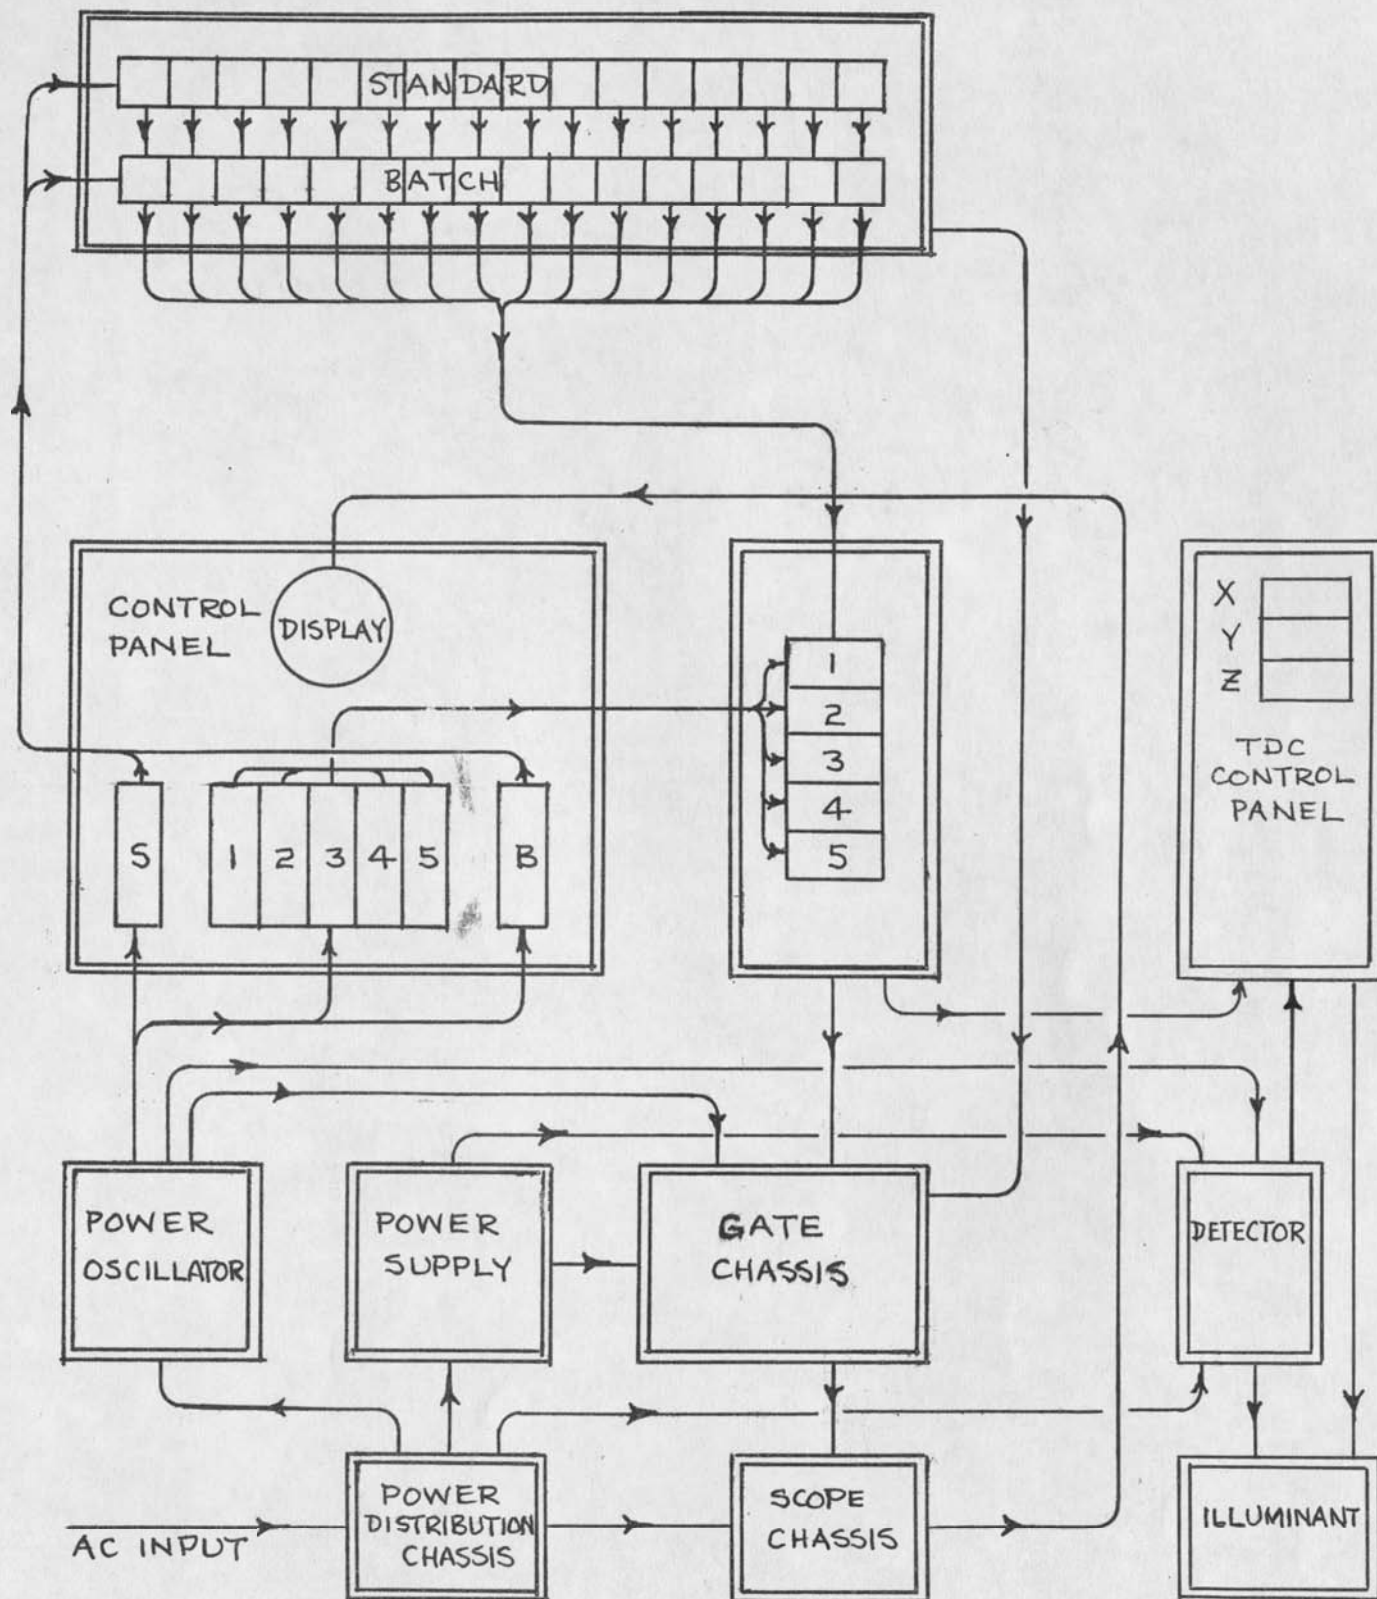 STANDARD
BATCH
CONTROL
PANEL
DISPLAY
S
1 2 3 4 5
B
1
2
3
4
5
X
Y
Z
TDC
CONTROL
PANEL
POWER
OSCILLATOR
POWER
SUPPLY
GATE
CHASSIS
DETECTOR
AC INPUT
POWER
DISTRIBUTION
CHASSIS
SCOPE
CHASSIS
ILLUMINANT